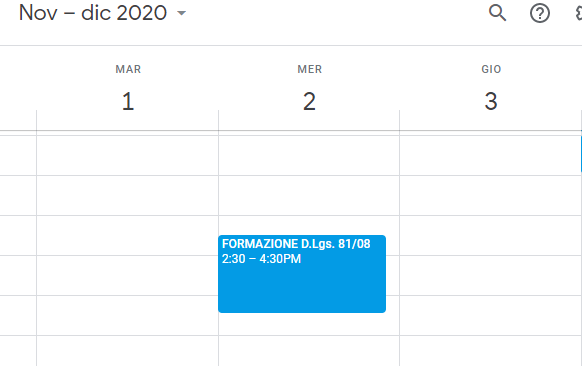 Nov – dic 2020
MAR
MER
GIO
1
2
3
FORMAZIONE D.Lgs. 81/08
2:30 – 4:30PM